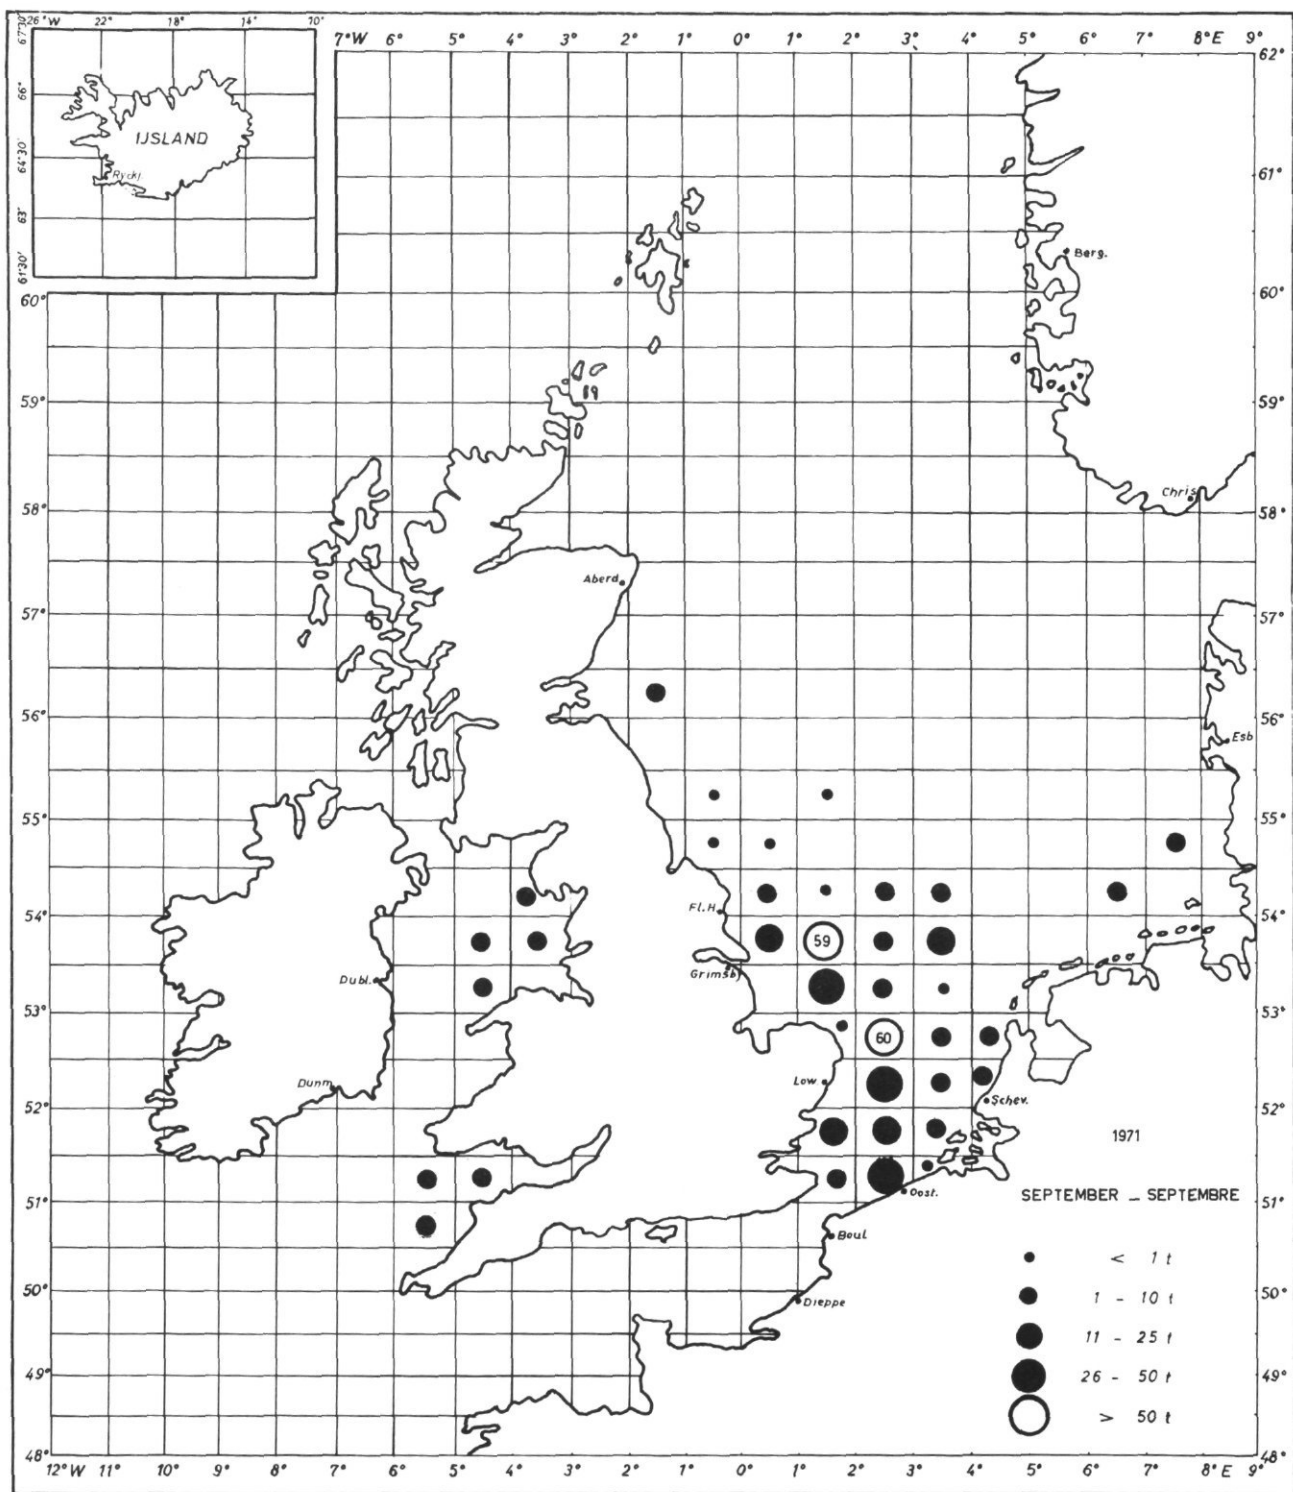 26°W 22° 18° 14° 10°
67°30'
66°
64°30'
63°
61°30'
IJSLAND
Ryckj.
7°W 6° 5° 4° 3° 2° 1° 0° 1° 2° 3° 4° 5° 6° 7° 8°E 9°
62°
61°
60° 60°
59° 59°
58° 58°
57° 57°
56° 56°
55° 55°
54° 54°
53° 53°
52° 52°
51° 51°
50° 50°
49° 49°
48° 48°
Berg.
Chris
Aberd
Esb
Fl.H.
59
Dubl.
Grimsby
60
Dunm
Low
Schev.
Oost.
Boul
Dieppe
1971
SEPTEMBER - SEPTEMBRE
< 1 t
1 - 10 t
11 - 25 t
26 - 50 t
> 50 t
12°W 11° 10° 9° 8° 7° 6° 5° 4° 3° 2° 1° 0° 1° 2° 3° 4° 5° 6° 7° 8°E 9°